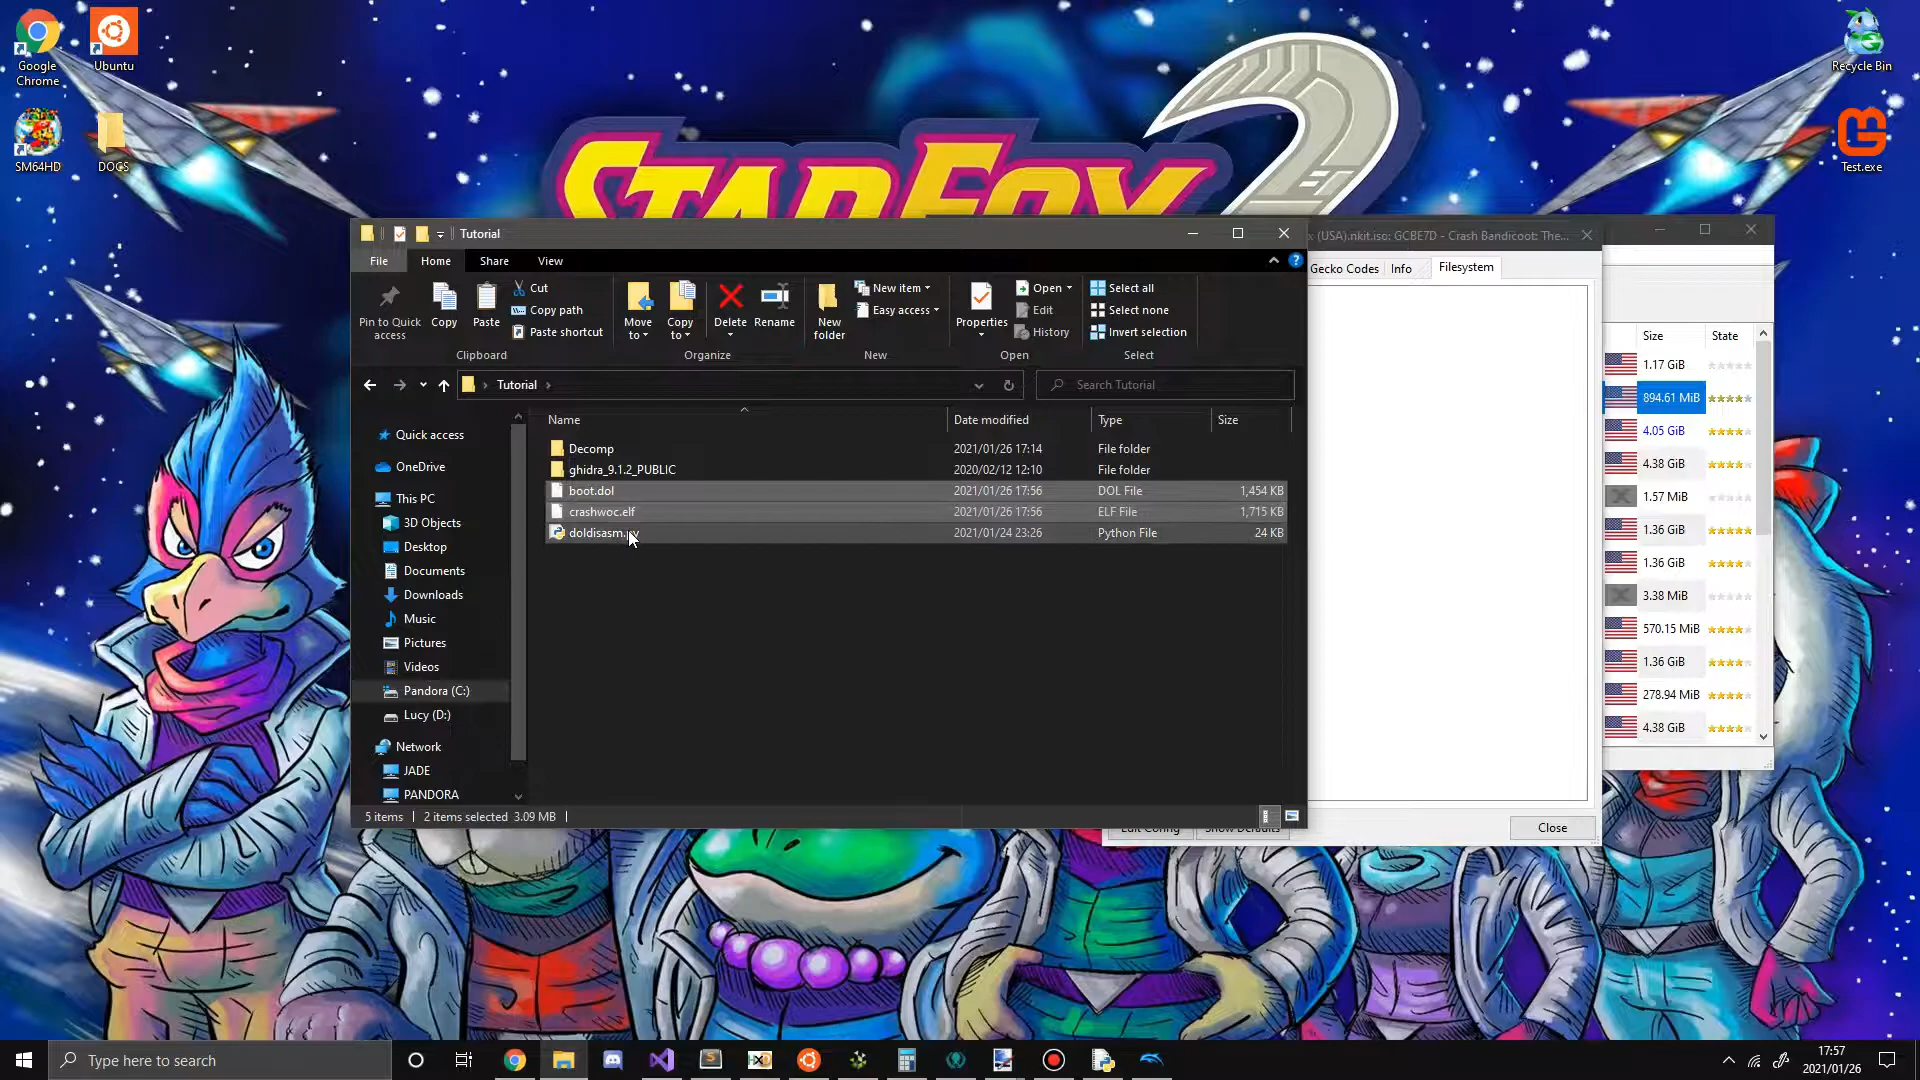 Google
Chrome
Ubuntu
SM64HD
DOCS
Recycle Bin
Test.exe
STARFOX 2
Tutorial
File
Home
Share
View
Pin to Quick
access
Copy
Paste
Cut
Copy path
Paste shortcut
Clipboard
Move
to
Copy
to
Delete
Rename
Organize
New
folder
New item
Easy access
New
Properties
Open
Edit
History
Open
Select all
Select none
Invert selection
Select
Tutorial
Search Tutorial
Quick access
OneDrive
This PC
3D Objects
Desktop
Documents
Downloads
Music
Pictures
Videos
Pandora (C:)
Lucy (D:)
Network
JADE
PANDORA
Name Date modified Type Size
Decomp 2021/01/26 17:14 File folder
ghidra_9.1.2_PUBLIC 2020/02/12 12:10 File folder
boot.dol 2021/01/26 17:56 DOL File 1,454 KB
crashwoc.elf 2021/01/26 17:56 ELF File 1,715 KB
doldisasm.py 2021/01/24 23:26 Python File 24 KB
5 items 2 items selected 3.09 MB
(USA).nkit.iso: GCBE7D - Crash Bandicoot: The...
Gecko Codes Info Filesystem
Edit Config Show Defaults
Close
Size State
1.17 GiB
894.61 MiB
4.05 GiB
4.38 GiB
1.57 MiB
1.36 GiB
1.36 GiB
3.38 MiB
570.15 MiB
1.36 GiB
278.94 MiB
4.38 GiB
Type here to search
17:57
2021/01/26